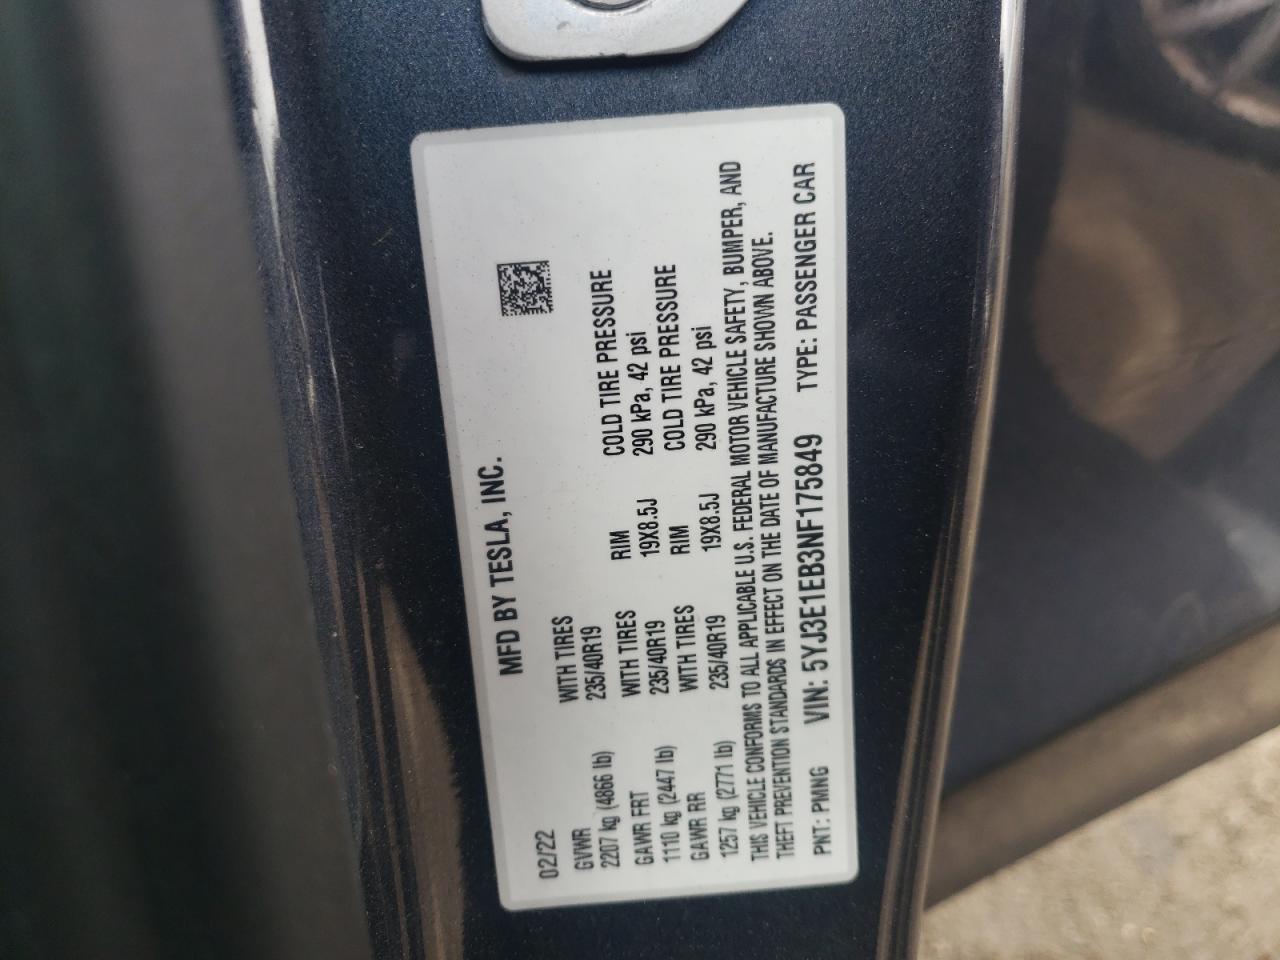 MFD BY TESLA, INC.
02/22
GVWR WITH TIRES RIM COLD TIRE PRESSURE
2207 kg (4866 lb) 235/40R19 19X8.5J 290 kPa, 42 psi
GAWR FRT WITH TIRES RIM COLD TIRE PRESSURE
1110 kg (2447 lb) 235/40R19 19X8.5J 290 kPa, 42 psi
GAWR RR WITH TIRES
1257 kg (2771 lb) 235/40R19
THIS VEHICLE CONFORMS TO ALL APPLICABLE U.S. FEDERAL MOTOR VEHICLE SAFETY, BUMPER, AND
THEFT PREVENTION STANDARDS IN EFFECT ON THE DATE OF MANUFACTURE SHOWN ABOVE.
PNT: PMNG VIN: 5YJ3E1EB3NF175849 TYPE: PASSENGER CAR